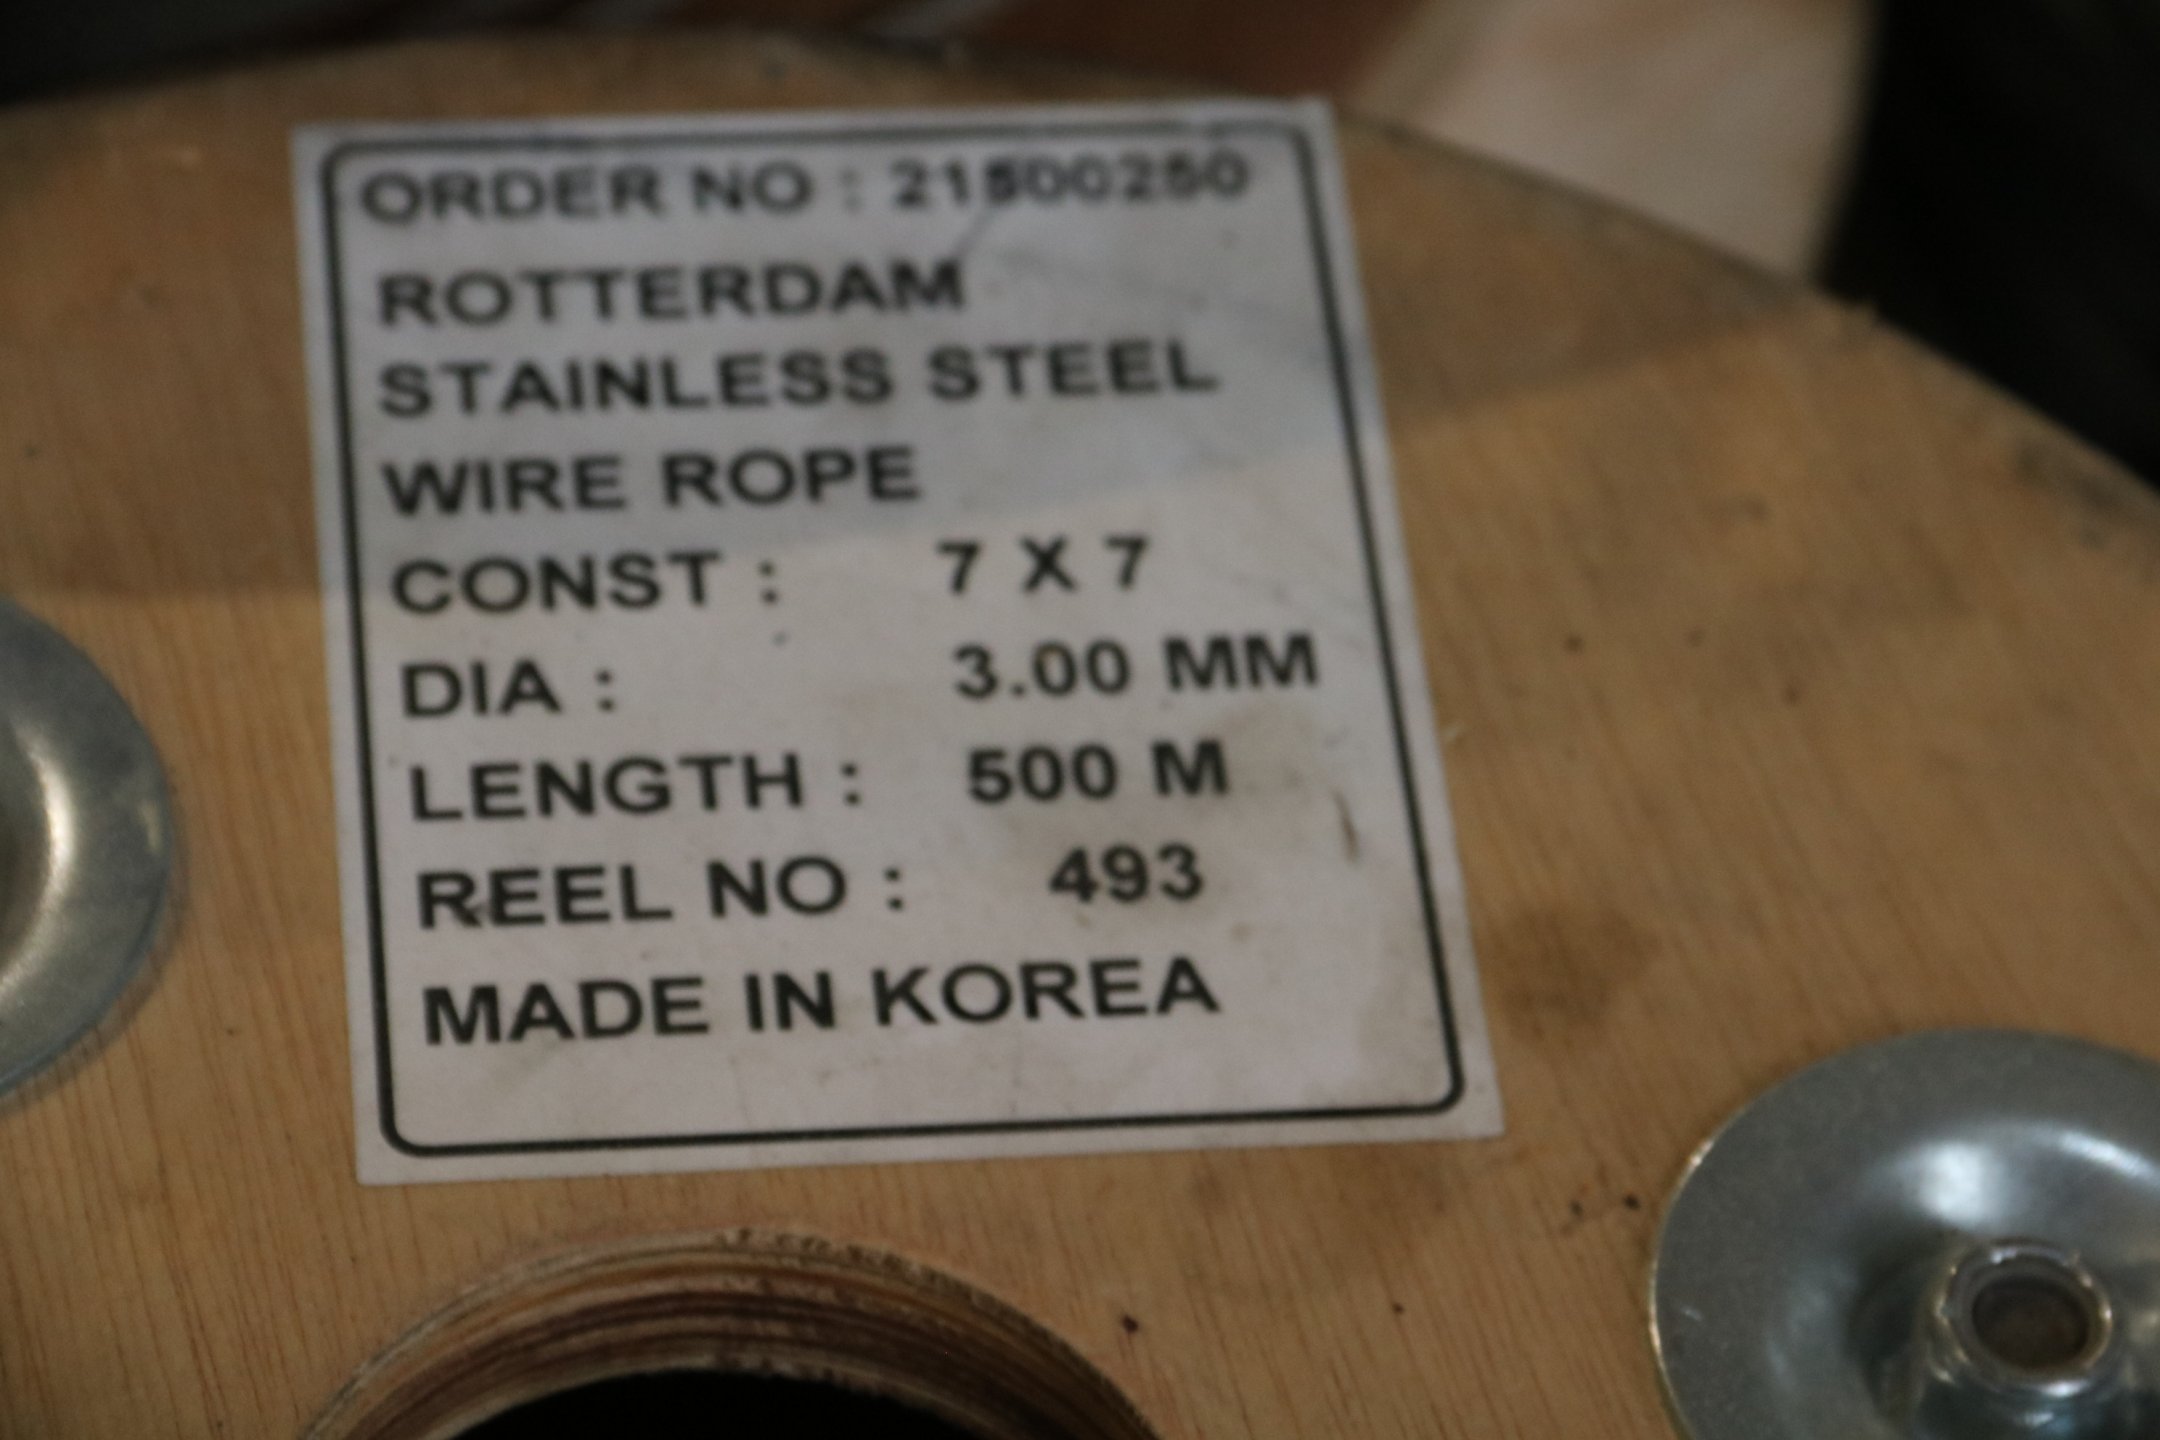 ORDER NO : 21500250
ROTTERDAM
STAINLESS STEEL
WIRE ROPE
CONST : 7 X 7
DIA : 3.00 MM
LENGTH : 500 M
REEL NO : 493
MADE IN KOREA